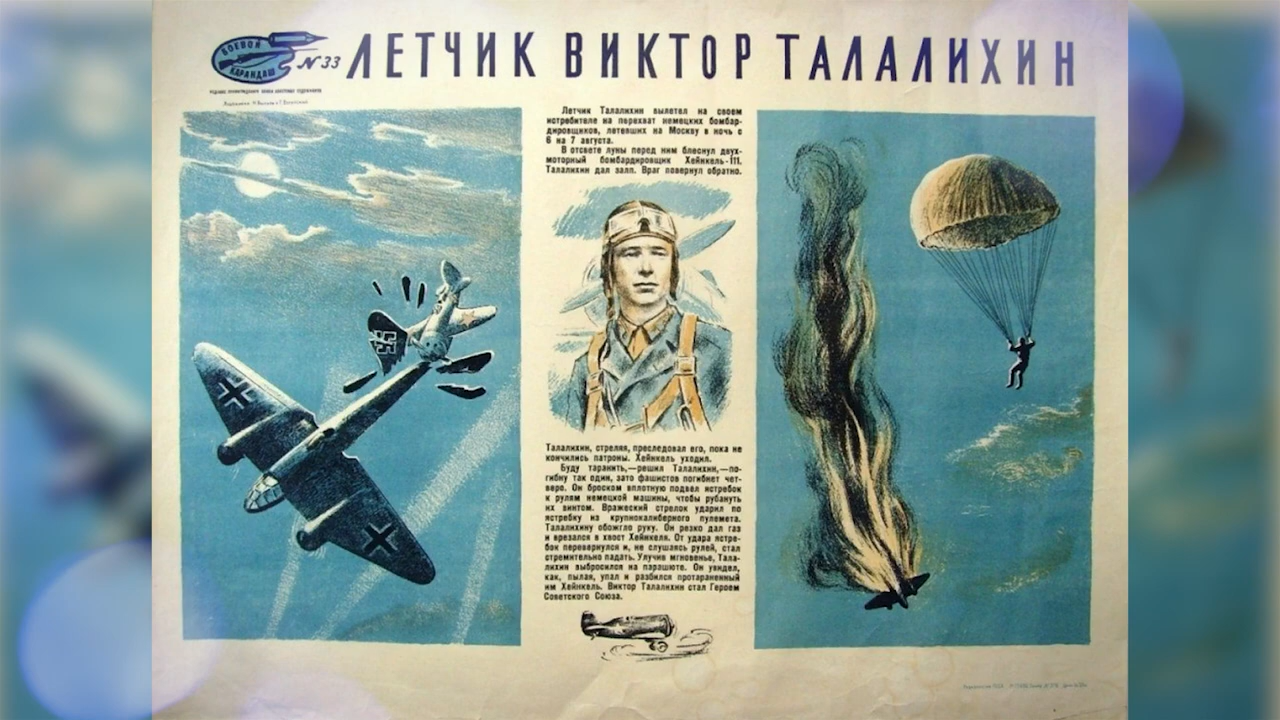 БОЕВОЙ
КАРАНДАШ
№ 33
ЛЕТЧИК ВИКТОР ТАЛАЛИХИН
Летчик Талалихин вылетел на своем
истребителе на перехват немецких бомбар-
дировщиков, летевших на Москву в ночь с
6 на 7 августа.
В отсвете луны перед ним блеснул двух-
моторный бомбардировщик Хейнкель-111.
Талалихин дал залп. Враг повернул обратно.
Талалихин, стреляя, преследовал его, пока не
кончились патроны. Хейнкель уходил.
Буду таранить,—решил Талалихин,—по-
гибну так один, зато фашистов погибнет чет-
веро. Он броском вплотную подвел ястребок
к рулям немецкой машины, чтобы рубануть
их винтом. Вражеский стрелок ударил по
ястребку из крупнокалиберного пулемета.
Талалихину обожгло руку. Он резко дал газ
и врезался в хвост Хейнкеля. От удара ястре-
бок перевернулся и, не слушаясь рулей, стал
стремительно падать. Улучив мгновенье, Тала-
лихин выбросился на парашюте. Он увидел,
как, пылая, упал и разбился протараненный
им Хейнкель. Виктор Талалихин стал Героем
Советского Союза.